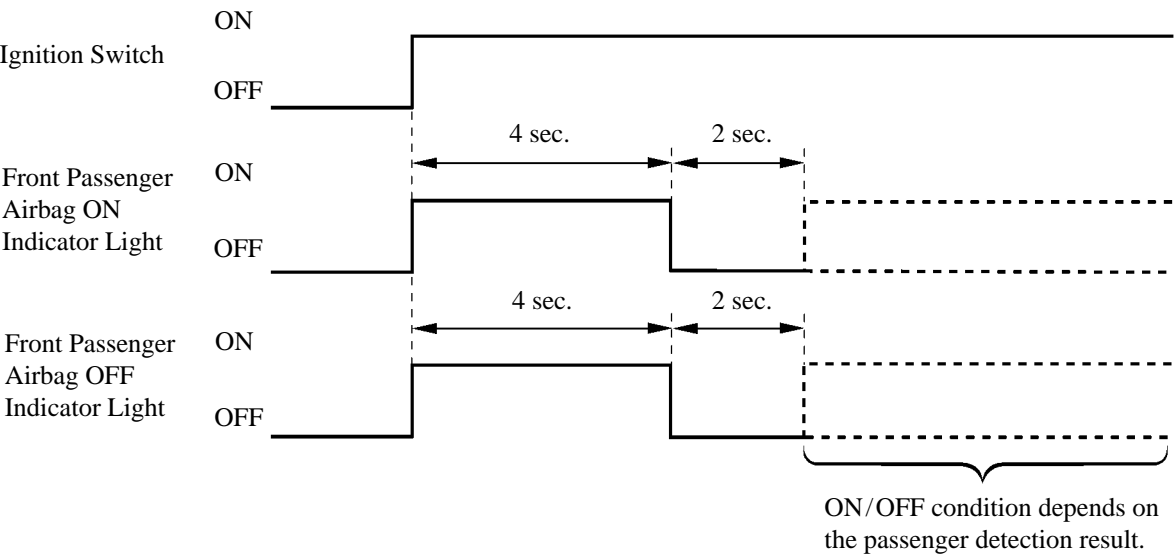 ON
Ignition Switch
OFF
4 sec.
2 sec.
ON
Front Passenger
Airbag ON
Indicator Light
OFF
4 sec.
2 sec.
ON
Front Passenger
Airbag OFF
Indicator Light
OFF
ON/OFF condition depends on
the passenger detection result.